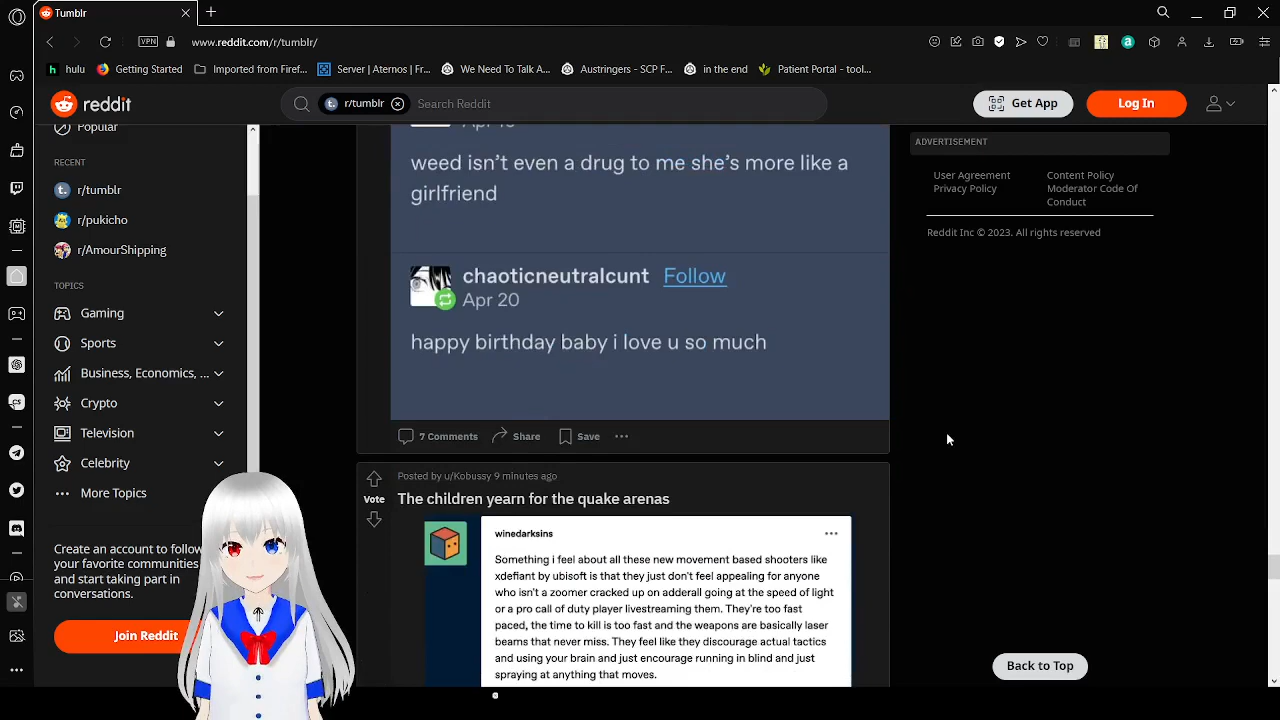 Tumblr
VPN
www.reddit.com/r/tumblr/
hulu
Getting Started
Imported from Firef...
Server | Aternos | Fr...
We Need To Talk A...
Austringers - SCP F...
in the end
Patient Portal - tool...
reddit
r/tumblr
Search Reddit
Get App
Log In
Popular
RECENT
r/tumblr
r/pukicho
r/AmourShipping
TOPICS
Gaming
Sports
Business, Economics, ...
Crypto
Television
Celebrity
More Topics
Create an account to follow
your favorite communities
and start taking part in
conversations.
Join Reddit
weed isn’t even a drug to me she’s more like a
girlfriend
chaoticneutralcunt Follow
Apr 20
happy birthday baby i love u so much
7 Comments
Share
Save
Posted by u/Kobussy 9 minutes ago
Vote
The children yearn for the quake arenas
winedarksins
Something i feel about all these new movement based shooters like
xdefiant by ubisoft is that they just don't feel appealing for anyone
who isn't a zoomer cracked up on adderall going at the speed of light
or a pro call of duty player livestreaming them. They're too fast
paced, the time to kill is too fast and the weapons are basically laser
beams that never miss. They feel like they discourage actual tactics
and using your brain and just encourage running in blind and just
spraying at anything that moves.
ADVERTISEMENT
User Agreement
Privacy Policy
Content Policy
Moderator Code Of
Conduct
Reddit Inc © 2023. All rights reserved
Back to Top